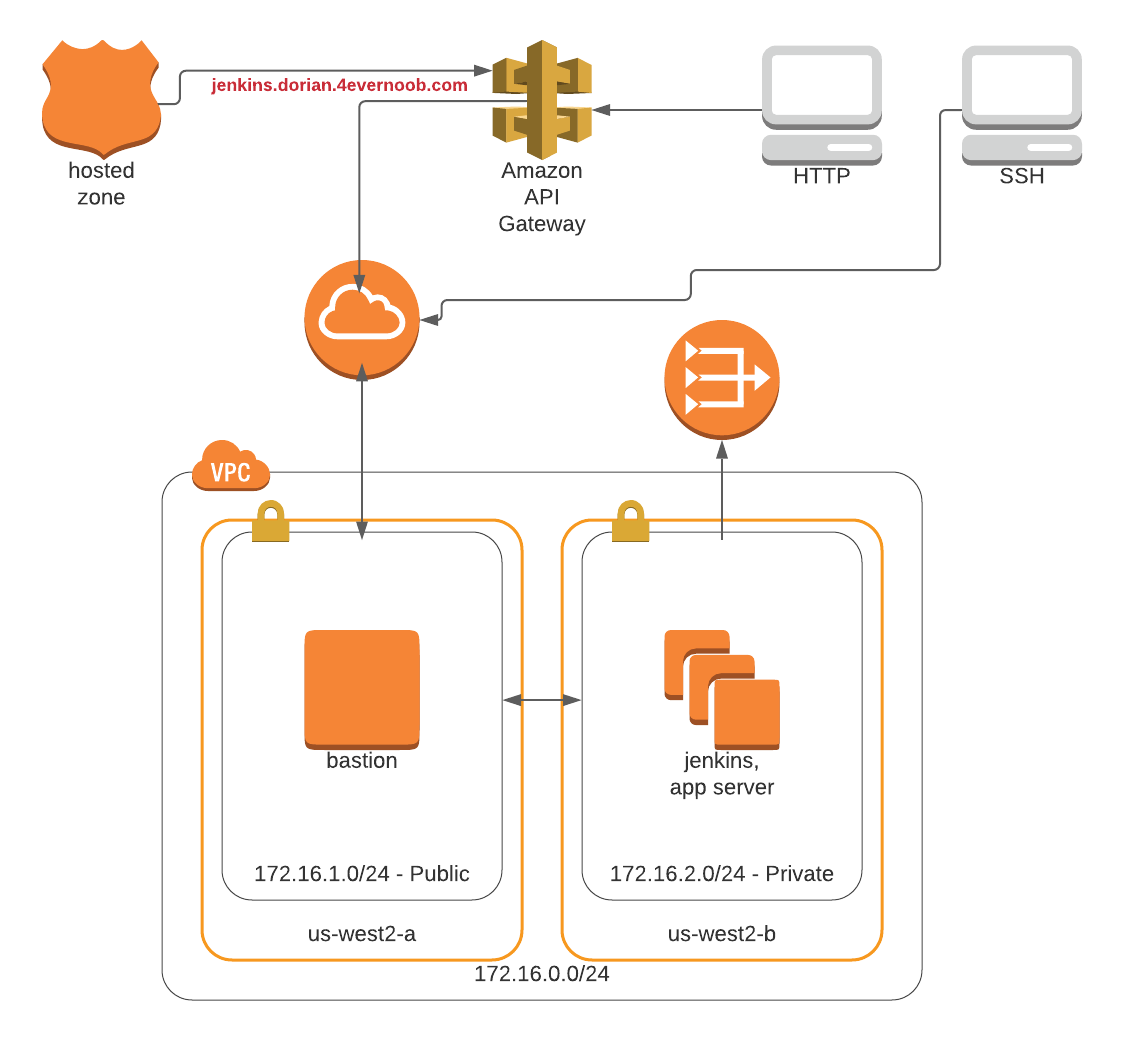 jenkins.dorian.4evernoob.com
hosted
zone
Amazon
API
Gateway
HTTP
SSH
VPC
bastion
jenkins,
app server
172.16.1.0/24 - Public
172.16.2.0/24 - Private
us-west2-a
us-west2-b
172.16.0.0/24